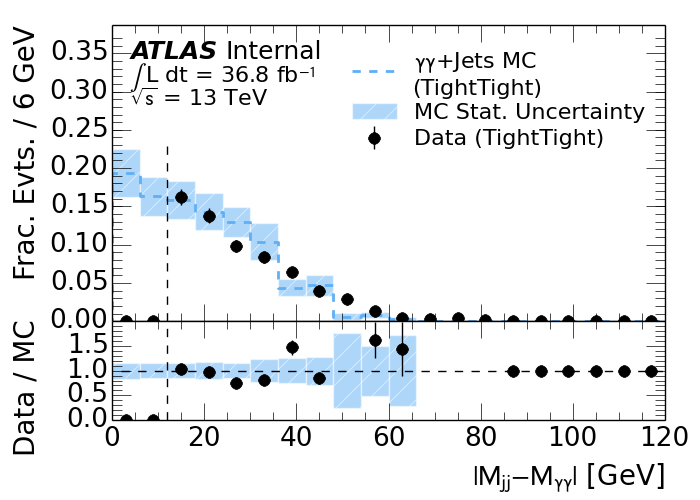 ATLAS Internal
∫L dt = 36.8 fb⁻¹
√s = 13 TeV
γγ+Jets MC
(TightTight)
MC Stat. Uncertainty
Data (TightTight)
Frac. Evts. / 6 GeV
0.35
0.30
0.25
0.20
0.15
0.10
0.05
0.00
Data / MC
1.5
1.0
0.5
0.0
0 20 40 60 80 100 120
|Mjj−Mγγ| [GeV]